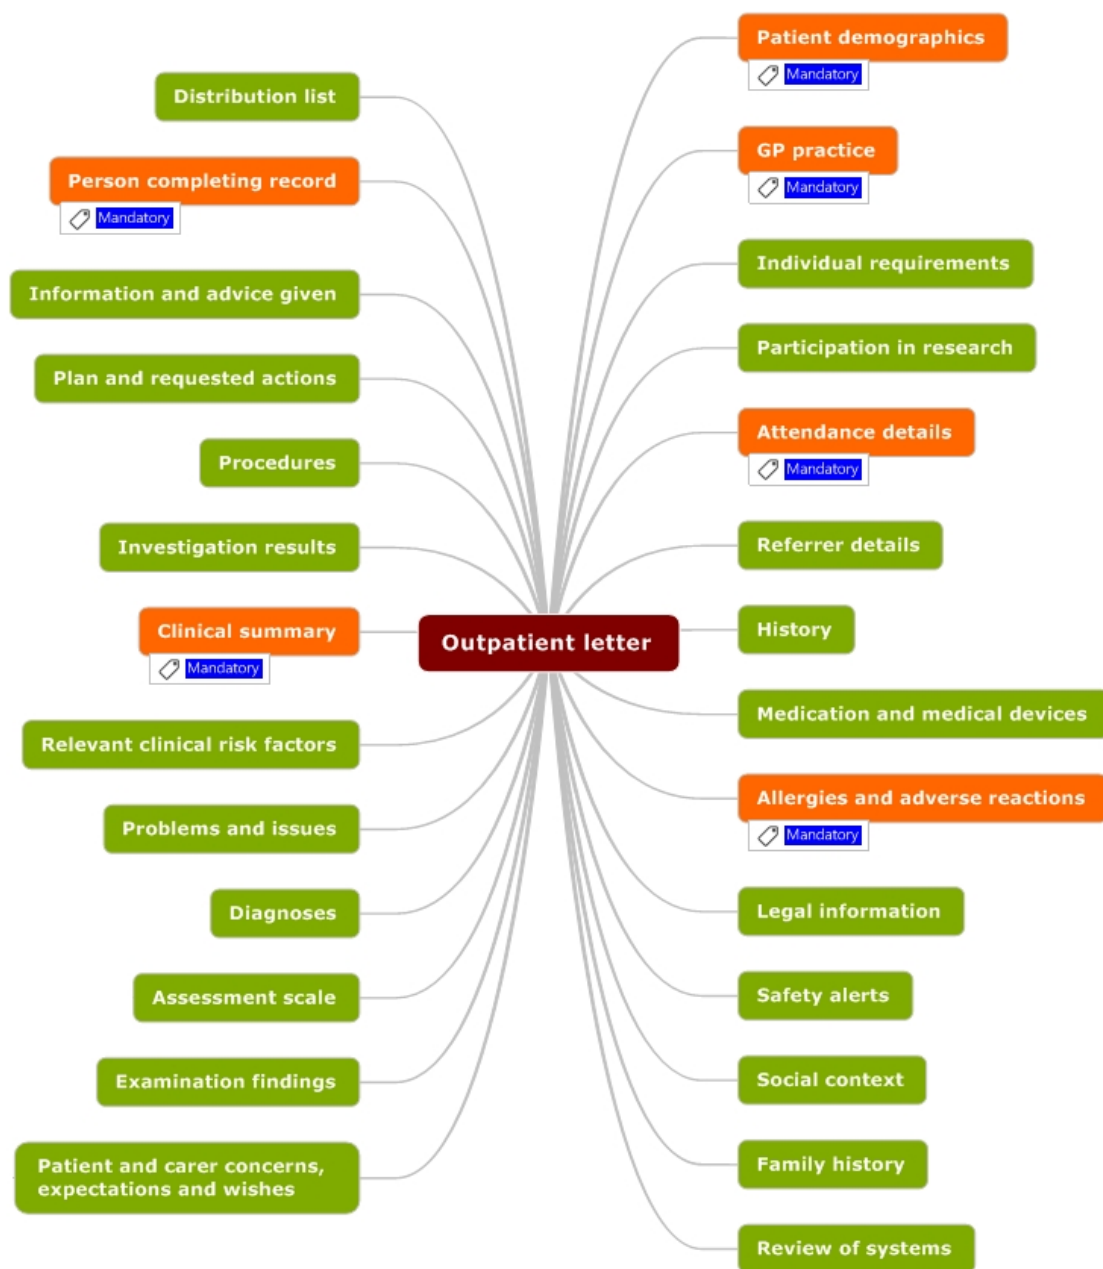 Patient demographics
Mandatory
GP practice
Mandatory
Individual requirements
Participation in research
Attendance details
Mandatory
Referrer details
History
Medication and medical devices
Allergies and adverse reactions
Mandatory
Legal information
Safety alerts
Social context
Family history
Review of systems
Outpatient letter
Distribution list
Person completing record
Mandatory
Information and advice given
Plan and requested actions
Procedures
Investigation results
Clinical summary
Mandatory
Relevant clinical risk factors
Problems and issues
Diagnoses
Assessment scale
Examination findings
Patient and carer concerns,
expectations and wishes